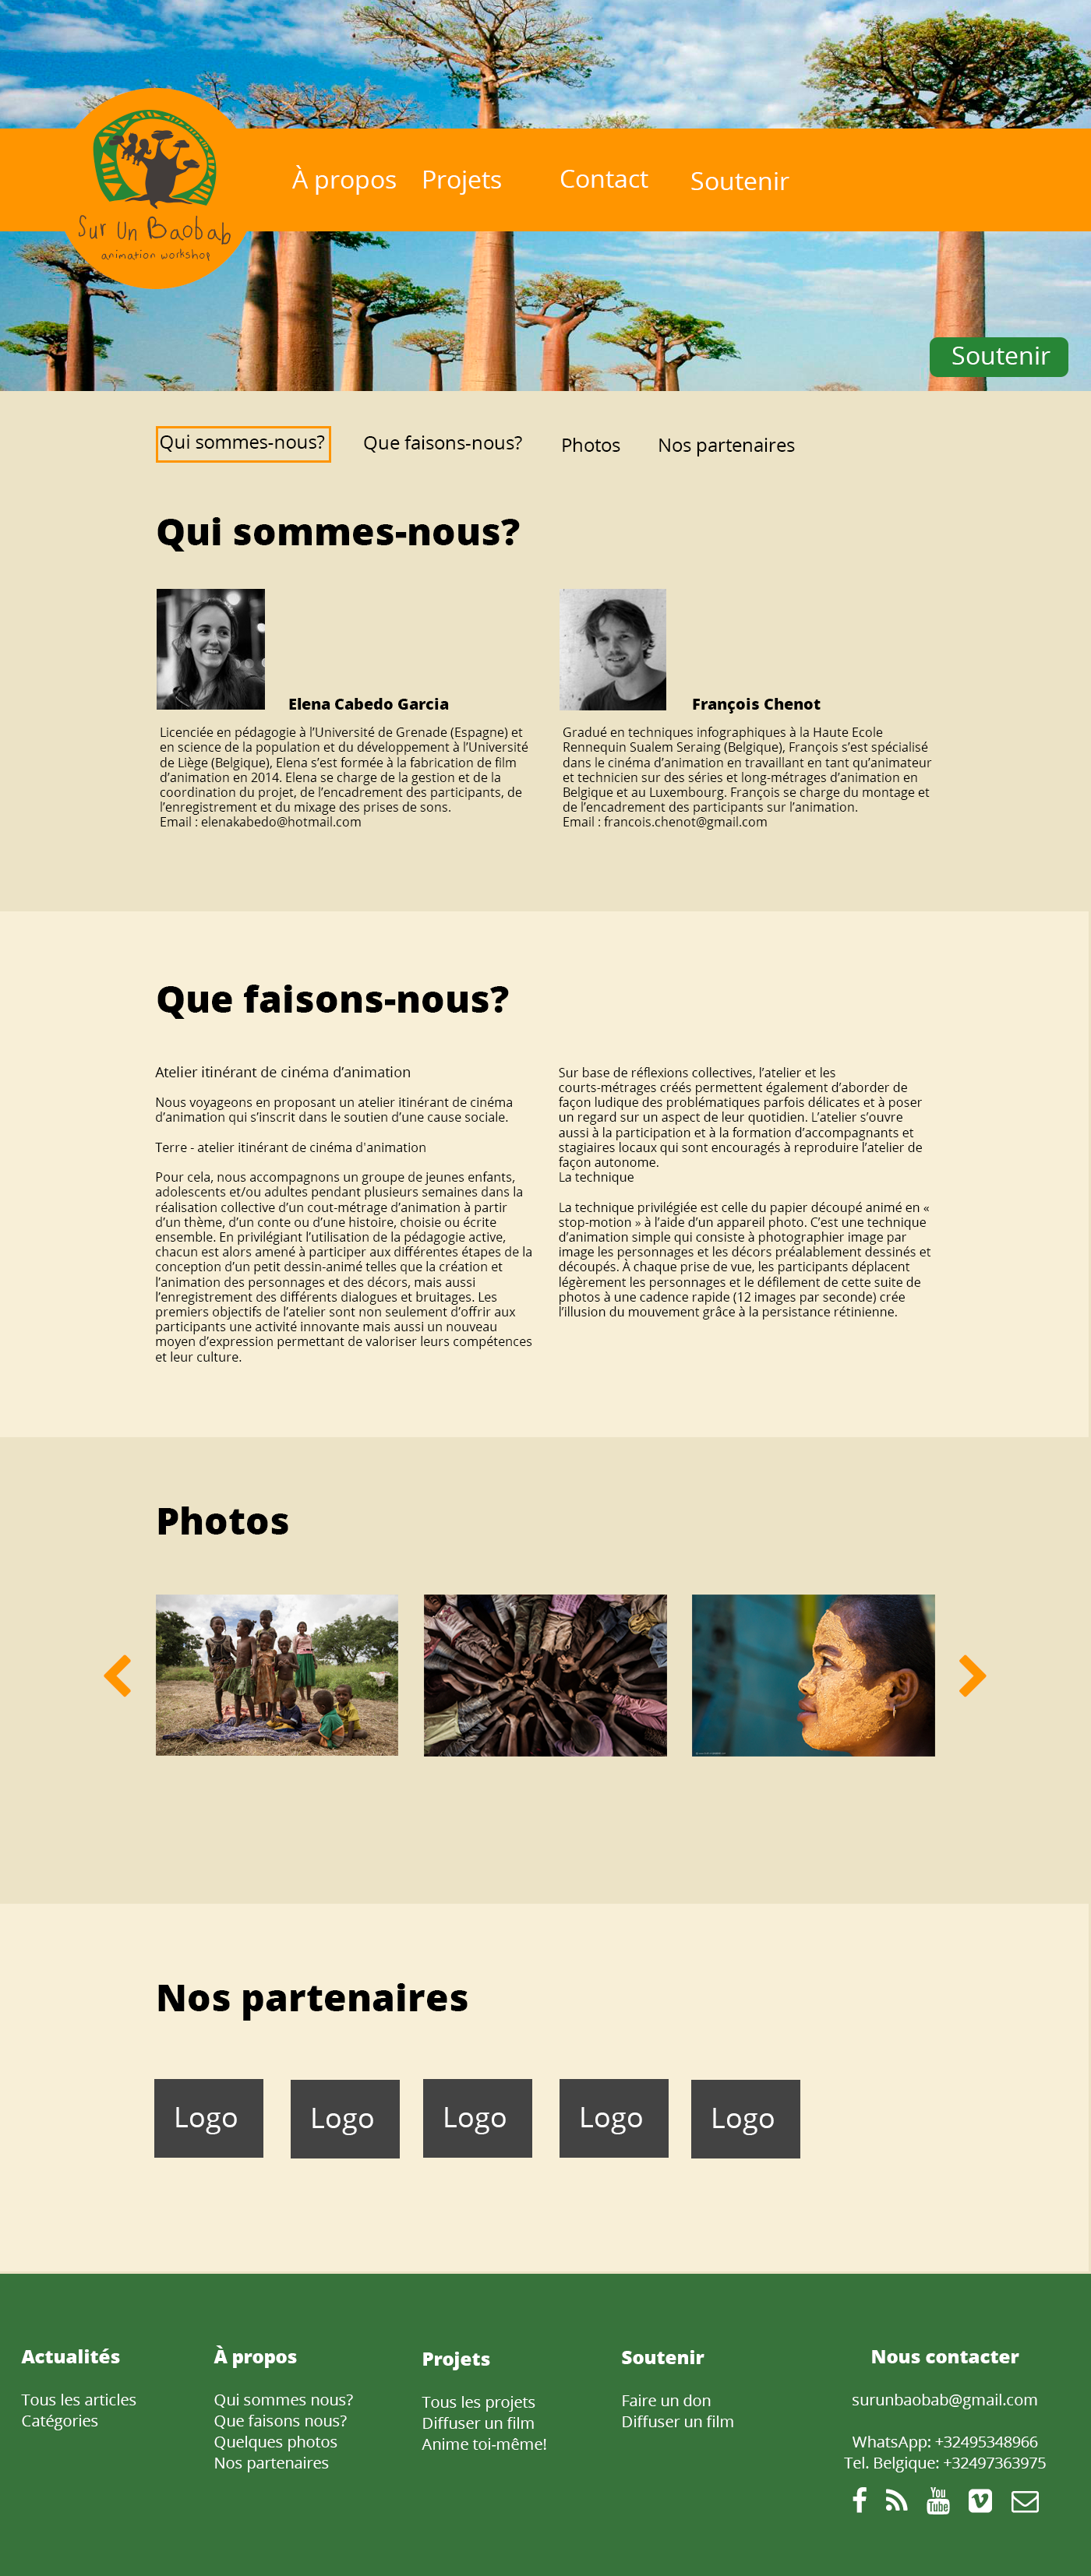 Sur Un Baobab
animation workshop
À propos Projets Contact Soutenir
Soutenir
Qui sommes-nous? Que faisons-nous? Photos Nos partenaires
Qui sommes-nous?
Elena Cabedo Garcia
Licenciée en pédagogie à l’Université de Grenade (Espagne) et
en science de la population et du développement à l’Université
de Liège (Belgique), Elena s’est formée à la fabrication de film
d’animation en 2014. Elena se charge de la gestion et de la
coordination du projet, de l’encadrement des participants, de
l’enregistrement et du mixage des prises de sons.
Email : elenakabedo@hotmail.com
François Chenot
Gradué en techniques infographiques à la Haute Ecole
Rennequin Sualem Seraing (Belgique), François s’est spécialisé
dans le cinéma d’animation en travaillant en tant qu’animateur
et technicien sur des séries et long-métrages d’animation en
Belgique et au Luxembourg. François se charge du montage et
de l’encadrement des participants sur l’animation.
Email : francois.chenot@gmail.com
Que faisons-nous?
Atelier itinérant de cinéma d’animation
Nous voyageons en proposant un atelier itinérant de cinéma
d’animation qui s’inscrit dans le soutien d’une cause sociale.
Terre - atelier itinérant de cinéma d'animation
Pour cela, nous accompagnons un groupe de jeunes enfants,
adolescents et/ou adultes pendant plusieurs semaines dans la
réalisation collective d’un cout-métrage d’animation à partir
d’un thème, d’un conte ou d’une histoire, choisie ou écrite
ensemble. En privilégiant l’utilisation de la pédagogie active,
chacun est alors amené à participer aux différentes étapes de la
conception d’un petit dessin-animé telles que la création et
l’animation des personnages et des décors, mais aussi
l’enregistrement des différents dialogues et bruitages. Les
premiers objectifs de l’atelier sont non seulement d’offrir aux
participants une activité innovante mais aussi un nouveau
moyen d’expression permettant de valoriser leurs compétences
et leur culture.
Sur base de réflexions collectives, l’atelier et les
courts-métrages créés permettent également d’aborder de
façon ludique des problématiques parfois délicates et à poser
un regard sur un aspect de leur quotidien. L’atelier s’ouvre
aussi à la participation et à la formation d’accompagnants et
stagiaires locaux qui sont encouragés à reproduire l’atelier de
façon autonome.
La technique
La technique privilégiée est celle du papier découpé animé en «
stop-motion » à l’aide d’un appareil photo. C’est une technique
d’animation simple qui consiste à photographier image par
image les personnages et les décors préalablement dessinés et
découpés. À chaque prise de vue, les participants déplacent
légèrement les personnages et le défilement de cette suite de
photos à une cadence rapide (12 images par seconde) crée
l’illusion du mouvement grâce à la persistance rétinienne.
Photos
Nos partenaires
Logo Logo Logo Logo Logo
Actualités
Tous les articles
Catégories
À propos
Qui sommes nous?
Que faisons nous?
Quelques photos
Nos partenaires
Projets
Tous les projets
Diffuser un film
Anime toi-même!
Soutenir
Faire un don
Diffuser un film
Nous contacter
surunbaobab@gmail.com
WhatsApp: +32495348966
Tel. Belgique: +32497363975
You
Tube